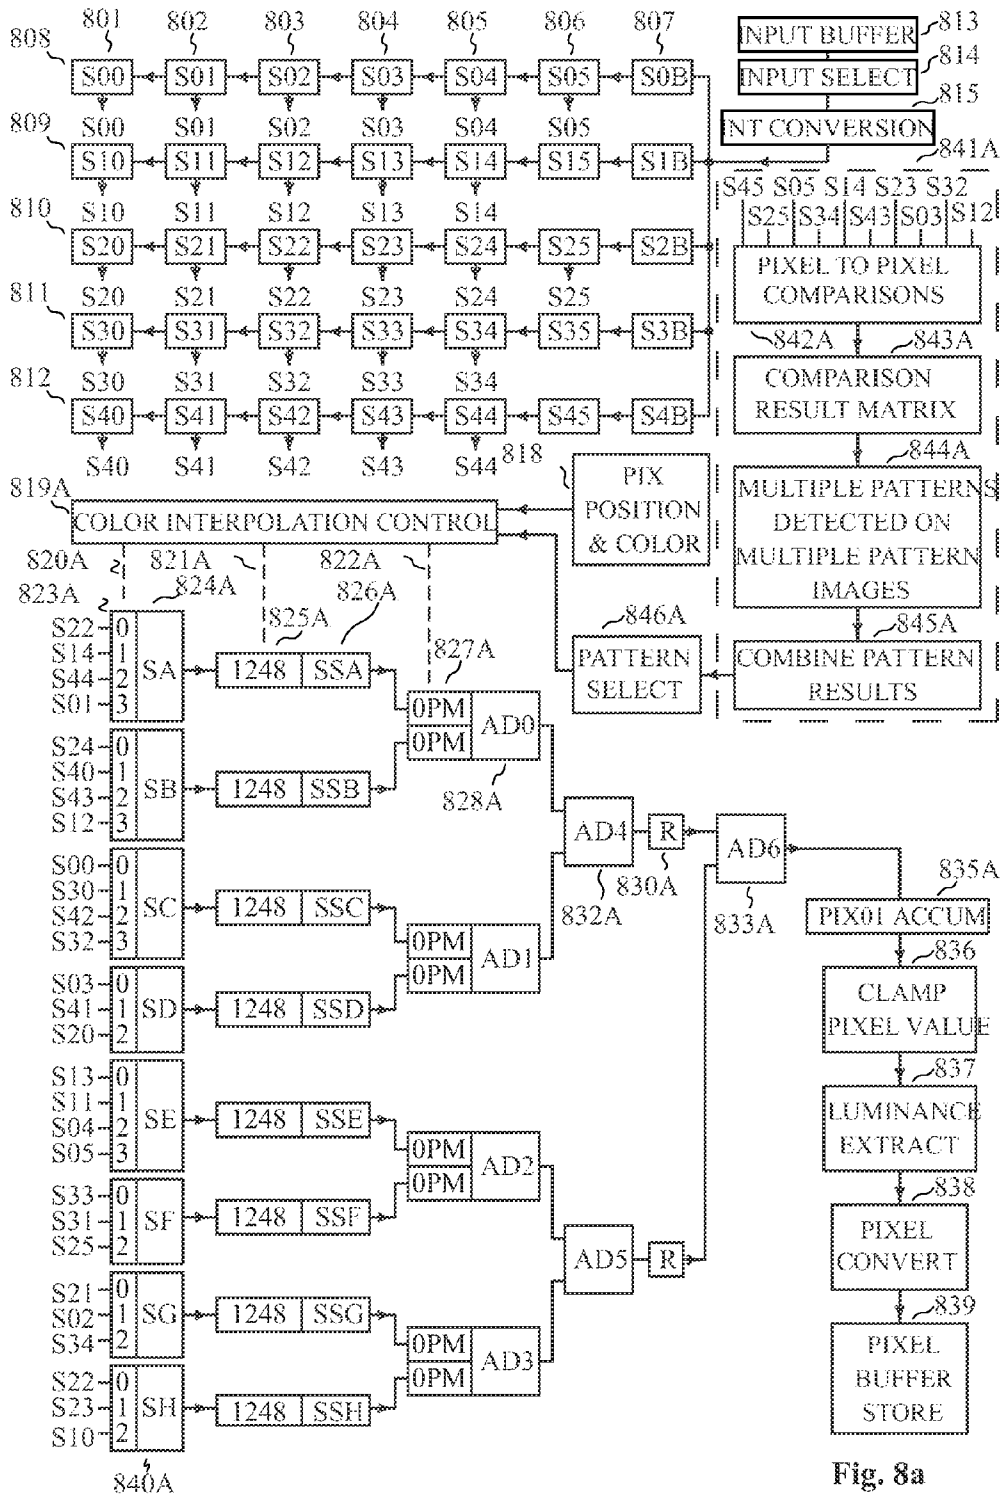 801 802 803 804 805 806 807
808 S00 S01 S02 S03 S04 S05 S0B
S00 S01 S02 S03 S04 S05
809 S10 S11 S12 S13 S14 S15 S1B
S10 S11 S12 S13 S14
810 S20 S21 S22 S23 S24 S25 S2B
S20 S21 S22 S23 S24 S25
811 S30 S31 S32 S33 S34 S35 S3B
S30 S31 S32 S33 S34
812 S40 S41 S42 S43 S44 S45 S4B
S40 S41 S42 S43 S44
INPUT BUFFER 813
INPUT SELECT 814
INT CONVERSION 815
841A
S45 S05 S14 S23 S32
S25 S34 S43 S03 S12
PIXEL TO PIXEL
COMPARISONS
842A 843A
COMPARISON
RESULT MATRIX
844A
MULTIPLE PATTERNS
DETECTED ON
MULTIPLE PATTERN
IMAGES
845A
COMBINE PATTERN
RESULTS
846A
PATTERN
SELECT
818
PIX
POSITION
& COLOR
819A
COLOR INTERPOLATION CONTROL
820A 821A 822A
823A 824A 825A 826A 827A
S22 0
S14 1
S44 2
S01 3
SA 1248 SSA
S24 0
S40 1
S43 2
S12 3
SB 1248 SSB
0PM
0PM
AD0
828A
S00 0
S30 1
S42 2
S32 3
SC 1248 SSC
S03 0
S41 1
S20 2
SD 1248 SSD
0PM
0PM
AD1
AD4
832A
R
830A
AD6
833A
S13 0
S11 1
S04 2
S05 3
SE 1248 SSE
S33 0
S31 1
S25 2
SF 1248 SSF
0PM
0PM
AD2
S21 0
S02 1
S34 2
SG 1248 SSG
S22 0
S23 1
S10 2
SH 1248 SSH
0PM
0PM
AD3
AD5
R
840A
835A
PIX01 ACCUM
836
CLAMP
PIXEL VALUE
837
LUMINANCE
EXTRACT
838
PIXEL
CONVERT
839
PIXEL
BUFFER
STORE
Fig. 8a